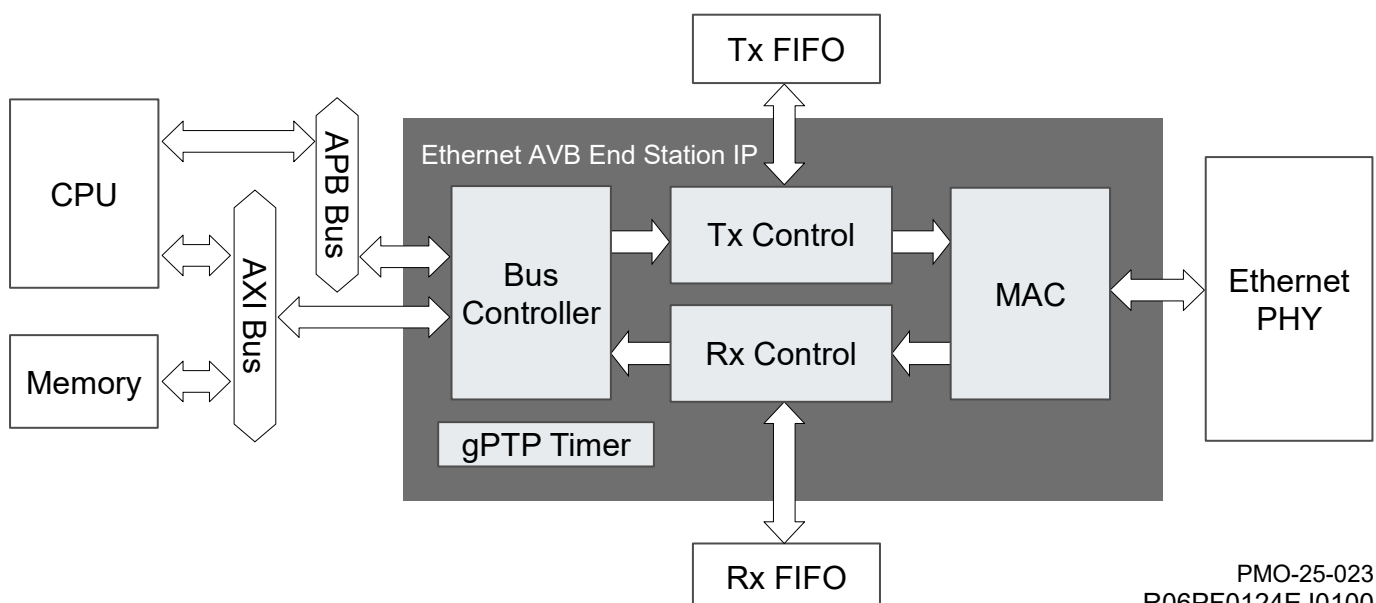 Tx FIFO
CPU
APB Bus
Ethernet AVB End Station IP
Tx Control
Bus
Controller
MAC
Ethernet
PHY
AXI Bus
Rx Control
Memory
gPTP Timer
Rx FIFO
PMO-25-023
R06PF0124EJ0100